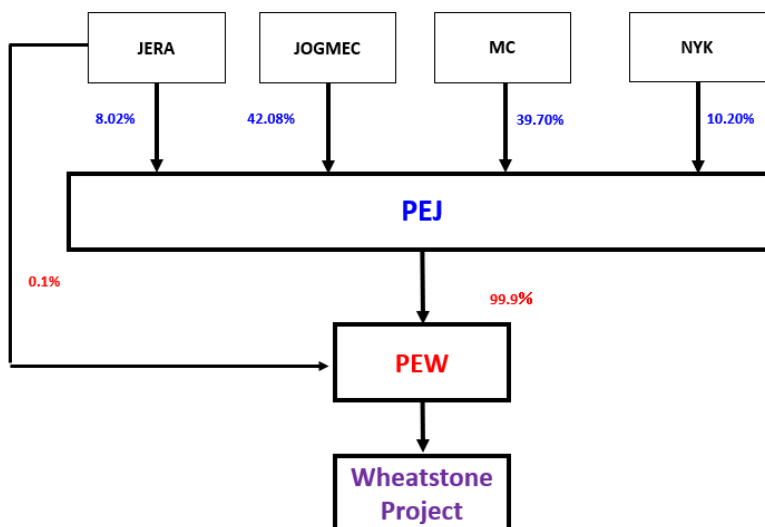 JERA
JOGMEC
MC
NYK
8.02%
42.08%
39.70%
10.20%
PEJ
0.1%
99.9%
PEW
Wheatstone
Project